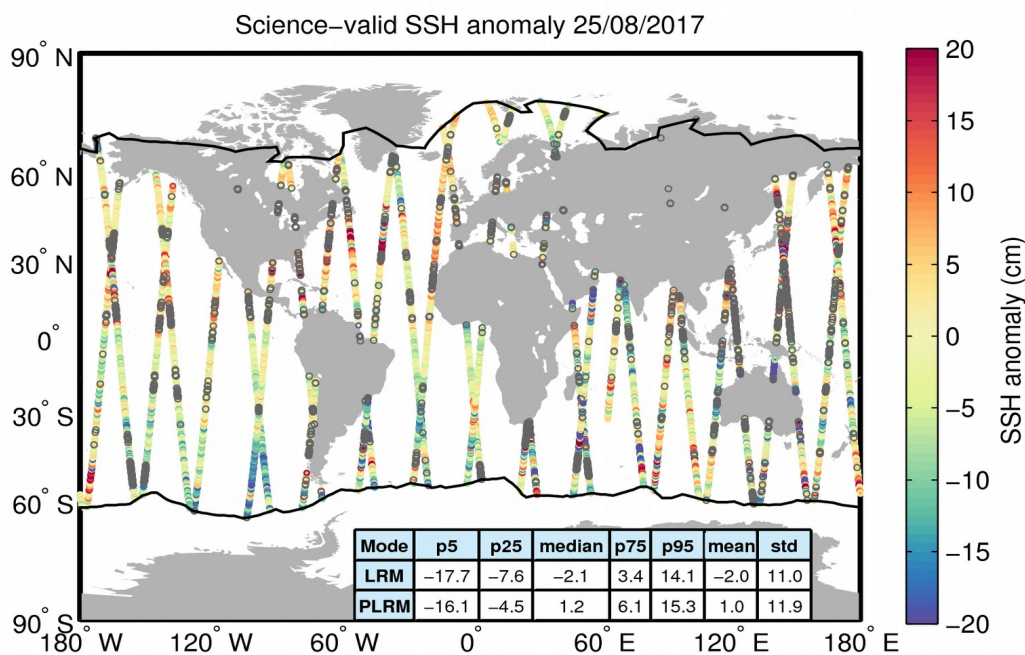 Science−valid SSH anomaly 25/08/2017
90° N
60° N
30° N
0°
30° S
60° S
90° S
180° W 120° W 60° W 0° 60° E 120° E 180° E
20
15
10
5
0
−5
−10
−15
−20
SSH anomaly (cm)
Mode p5 p25 median p75 p95 mean std
LRM −17.7 −7.6 −2.1 3.4 14.1 −2.0 11.0
PLRM −16.1 −4.5 1.2 6.1 15.3 1.0 11.9